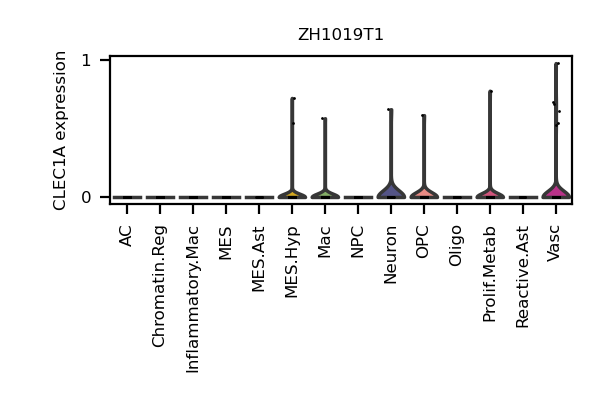 ZH1019T1
CLEC1A expression
1
0
AC
Chromatin.Reg
Inflammatory.Mac
MES
MES.Ast
MES.Hyp
Mac
NPC
Neuron
OPC
Oligo
Prolif.Metab
Reactive.Ast
Vasc